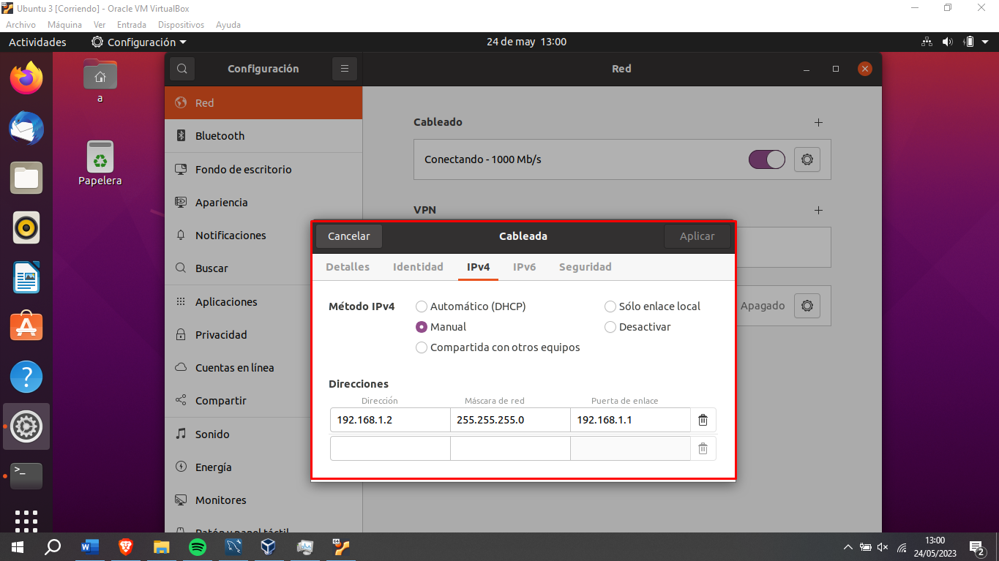 Ubuntu 3 [Corriendo] - Oracle VM VirtualBox
Archivo Máquina Ver Entrada Dispositivos Ayuda
Actividades Configuración 24 de may 13:00
Configuración Red
a
Papelera
Red
Bluetooth
Fondo de escritorio
Apariencia
Notificaciones
Buscar
Aplicaciones
Privacidad
Cuentas en línea
Compartir
Sonido
Energía
Monitores
Ratón y panel táctil
Cableado
Conectando - 1000 Mb/s
VPN
Apagado
Cancelar Cableada Aplicar
Detalles Identidad IPv4 IPv6 Seguridad
Método IPv4 Automático (DHCP) Sólo enlace local
Manual Desactivar
Compartida con otros equipos
Direcciones
Dirección Máscara de red Puerta de enlace
192.168.1.2 255.255.255.0 192.168.1.1
13:00
24/05/2023
2